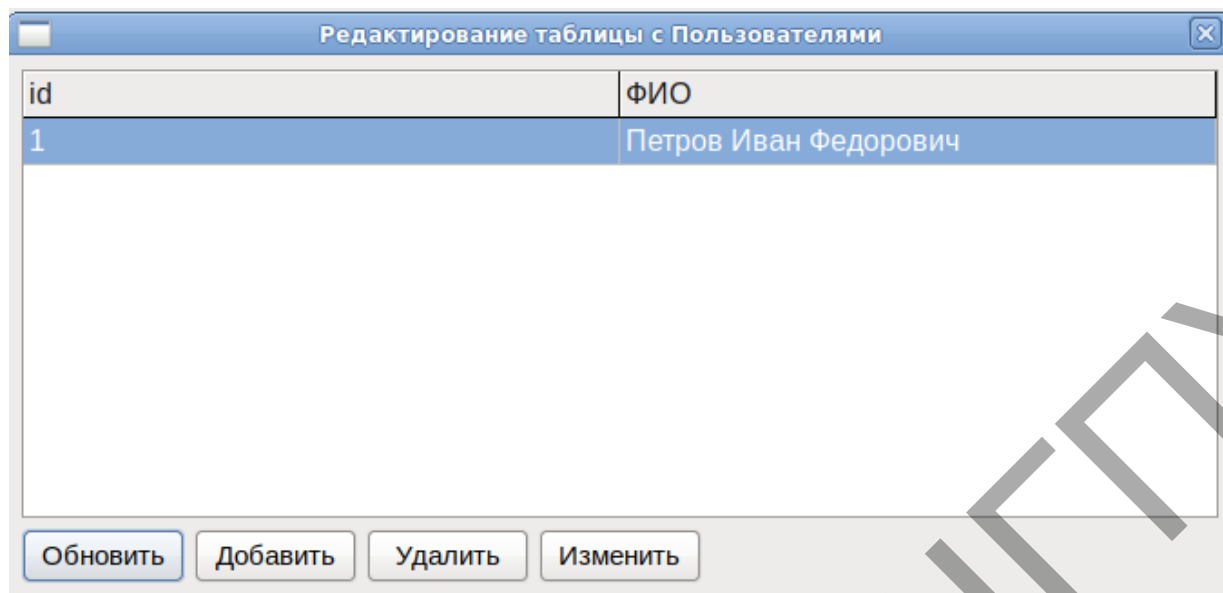 Редактирование таблицы с Пользователями
id ФИО
1 Петров Иван Федорович
Обновить Добавить Удалить Изменить